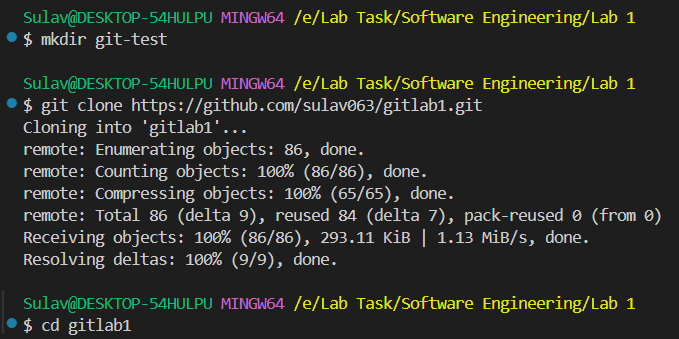 Sulav@DESKTOP-54HULPU MINGW64 /e/Lab Task/Software Engineering/Lab 1
$ mkdir git-test
Sulav@DESKTOP-54HULPU MINGW64 /e/Lab Task/Software Engineering/Lab 1
$ git clone https://github.com/sulav063/gitlab1.git
Cloning into 'gitlab1'...
remote: Enumerating objects: 86, done.
remote: Counting objects: 100% (86/86), done.
remote: Compressing objects: 100% (65/65), done.
remote: Total 86 (delta 9), reused 84 (delta 7), pack-reused 0 (from 0)
Receiving objects: 100% (86/86), 293.11 KiB | 1.13 MiB/s, done.
Resolving deltas: 100% (9/9), done.
Sulav@DESKTOP-54HULPU MINGW64 /e/Lab Task/Software Engineering/Lab 1
$ cd gitlab1